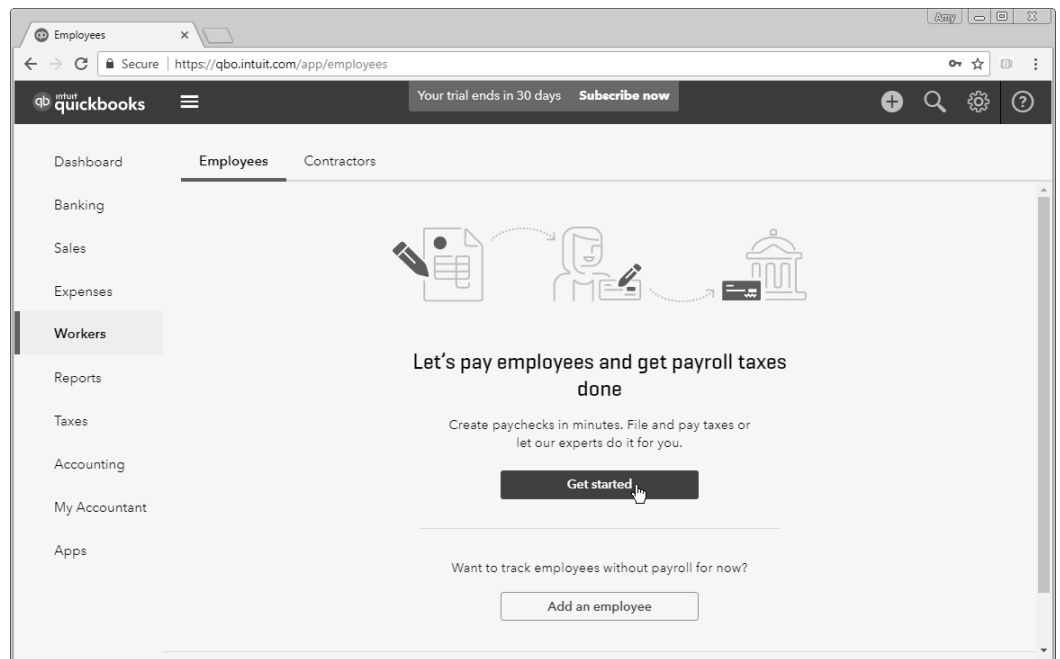 Amy
Employees
Secure | https://qbo.intuit.com/app/employees
qb intuit quickbooks
Your trial ends in 30 days Subscribe now
Dashboard
Employees Contractors
Banking
Sales
Expenses
Workers
Let's pay employees and get payroll taxes
done
Reports
Taxes
Create paychecks in minutes. File and pay taxes or
let our experts do it for you.
Accounting
Get started
My Accountant
Apps
Want to track employees without payroll for now?
Add an employee